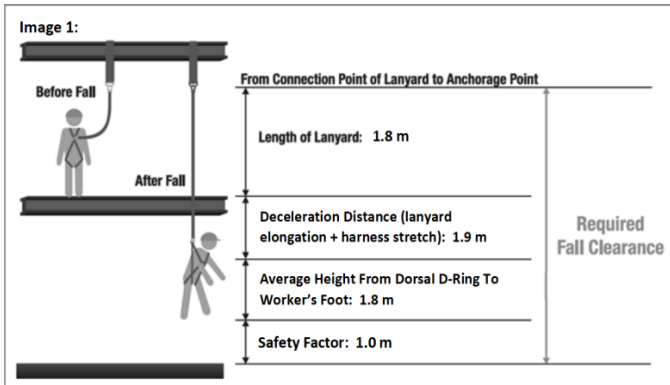 Image 1:
From Connection Point of Lanyard to Anchorage Point
Before Fall
Length of Lanyard: 1.8 m
After Fall
Deceleration Distance (lanyard
elongation + harness stretch): 1.9 m
Required
Fall Clearance
Average Height From Dorsal D-Ring To
Worker's Foot: 1.8 m
Safety Factor: 1.0 m